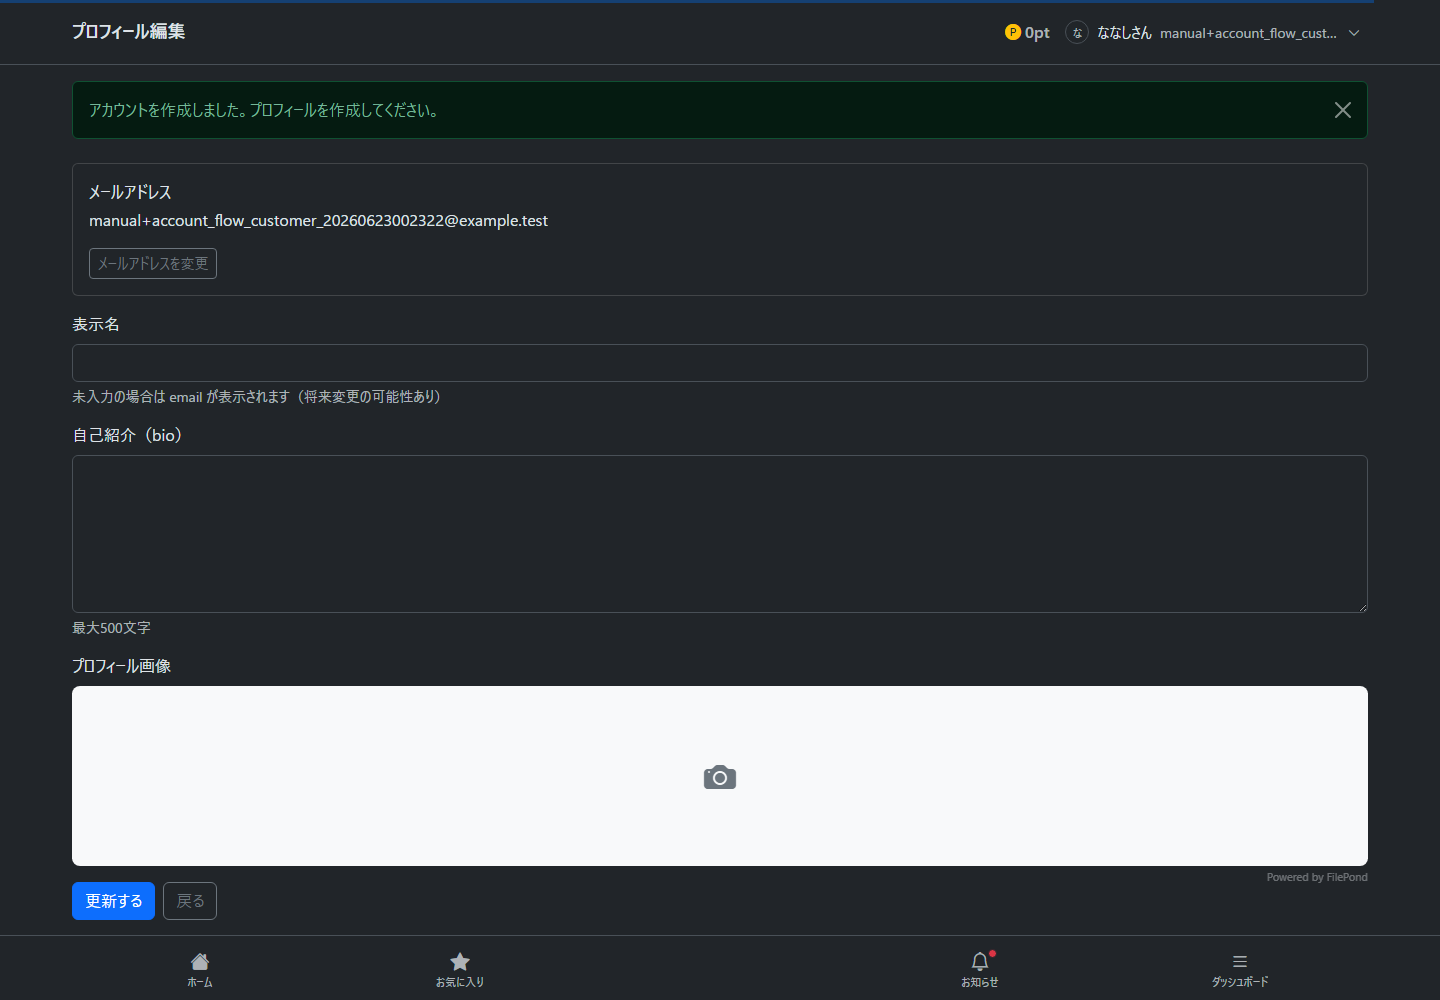 プロフィール編集
P 0pt
な ななしさん manual+account_flow_cust...
アカウントを作成しました。プロフィールを作成してください。
メールアドレス
manual+account_flow_customer_20260623002322@example.test
メールアドレスを変更
表示名
未入力の場合は email が表示されます（将来変更の可能性あり）
自己紹介（bio）
最大500文字
プロフィール画像
Powered by FilePond
更新する
戻る
ホーム
お気に入り
お知らせ
ダッシュボード